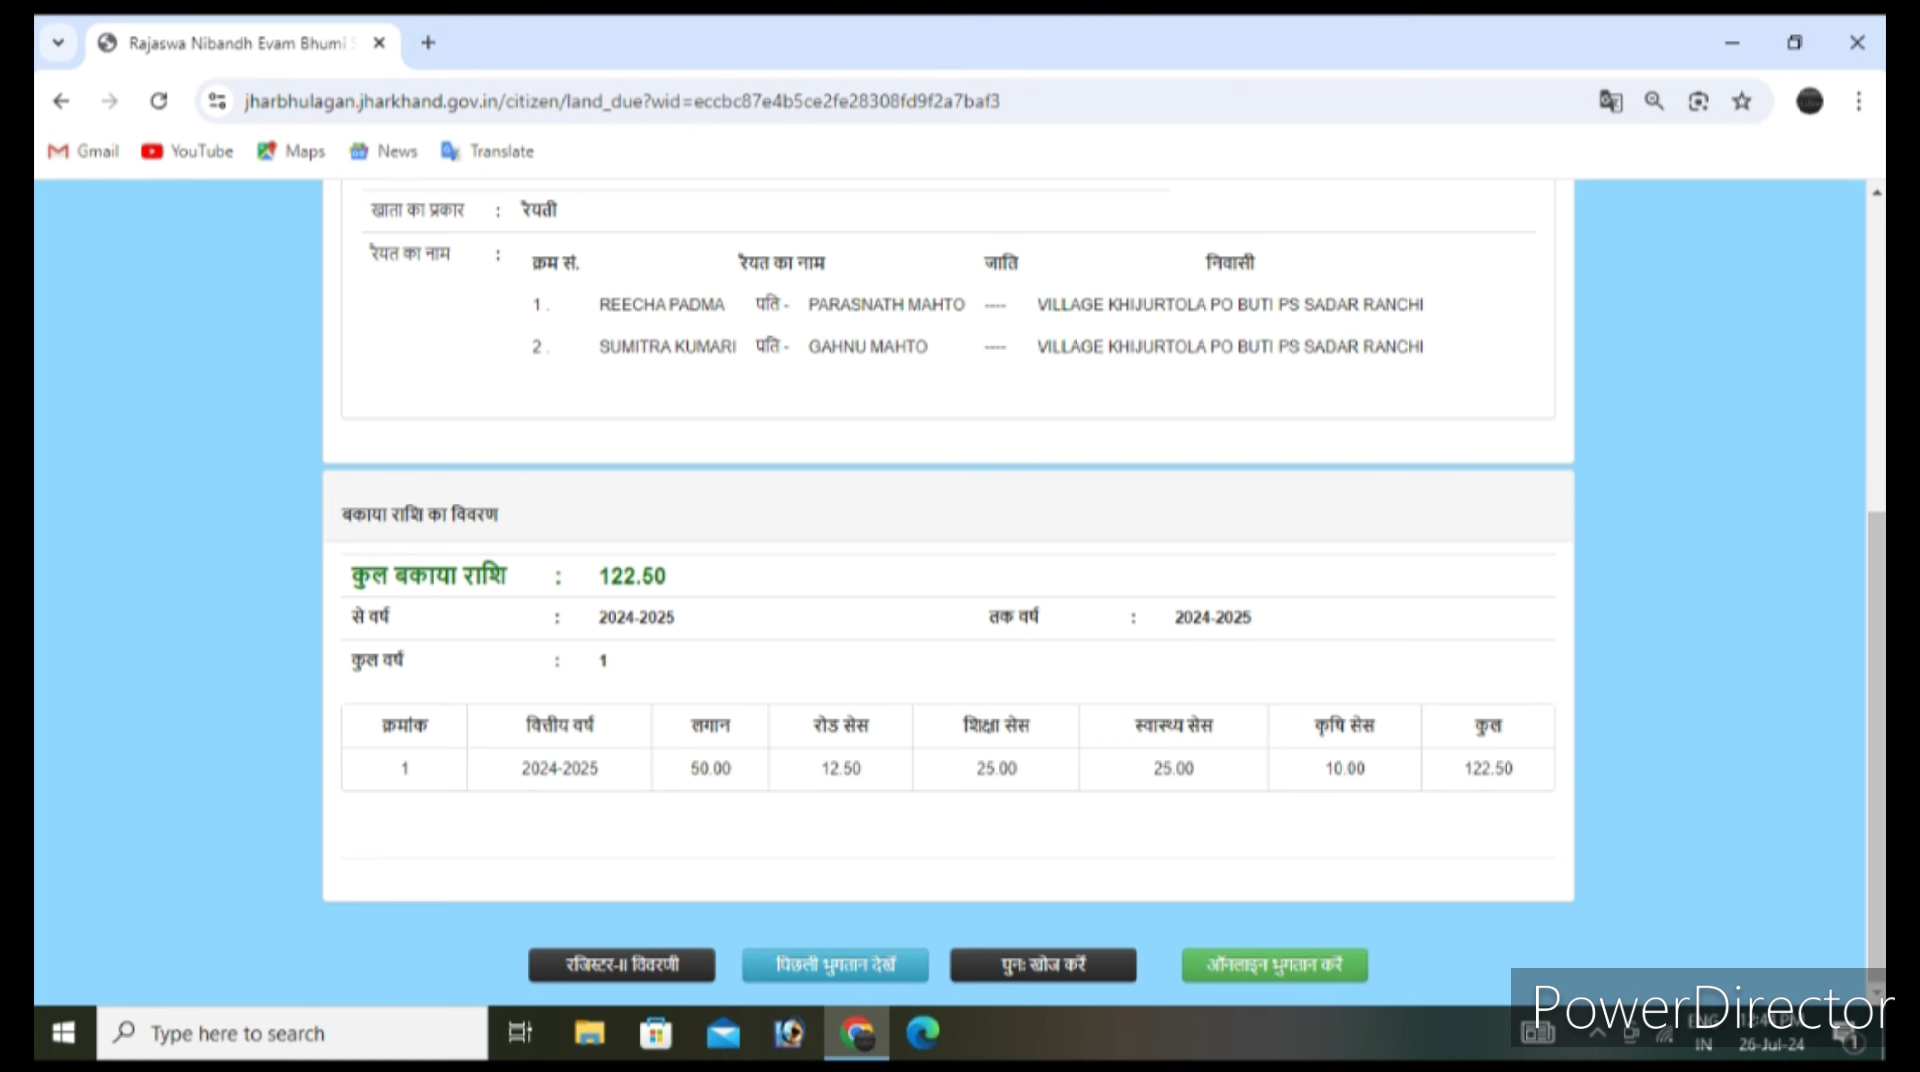 Rajaswa Nibandh Evam Bhumi S
jharbhulagan.jharkhand.gov.in/citizen/land_due?wid=eccbc87e4b5ce2fe28308fd9f2a7baf3
Gmail YouTube Maps News Translate
खाता का प्रकार : रैयती
रैयत का नाम :
क्रम सं. रैयत का नाम जाति निवासी
1 . REECHA PADMA पति - PARASNATH MAHTO ---- VILLAGE KHIJURTOLA PO BUTI PS SADAR RANCHI
2 . SUMITRA KUMARI पति - GAHNU MAHTO ---- VILLAGE KHIJURTOLA PO BUTI PS SADAR RANCHI
बकाया राशि का विवरण
कुल बकाया राशि : 122.50
से वर्ष : 2024-2025 तक वर्ष : 2024-2025
कुल वर्ष : 1
क्रमांक वित्तीय वर्ष लगान रोड सेस शिक्षा सेस स्वास्थ्य सेस कृषि सेस कुल
1 2024-2025 50.00 12.50 25.00 25.00 10.00 122.50
रजिस्टर-II विवरणी पिछली भुगतान देखें पुनः खोज करें ऑनलाइन भुगतान करें
PowerDirector
Type here to search
ENG
IN 26-Jul-24 1